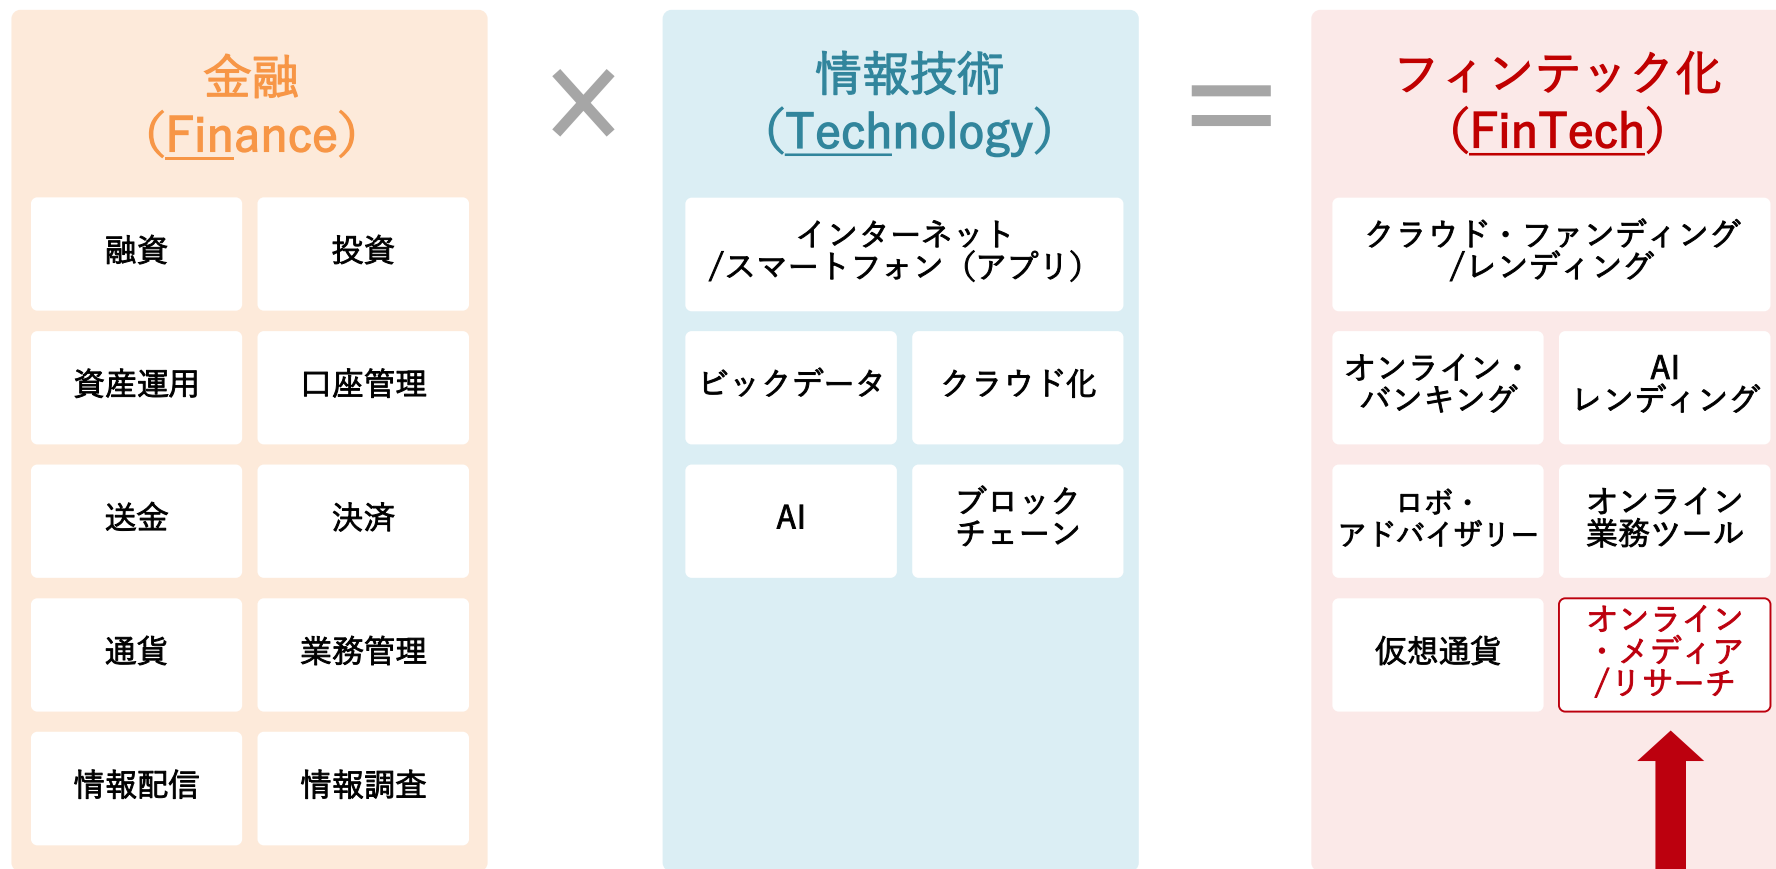 金融
（Finance）
融資
投資
資産運用
口座管理
送金
決済
通貨
業務管理
情報配信
情報調査
×
情報技術
（Technology）
インターネット
/スマートフォン（アプリ）
ビックデータ
クラウド化
AI
ブロック
チェーン
＝
フィンテック化
（FinTech）
クラウド・ファンディング
/レンディング
オンライン・
バンキング
AI
レンディング
ロボ・
アドバイザリー
オンライン
業務ツール
仮想通貨
オンライン
・メディア
/リサーチ